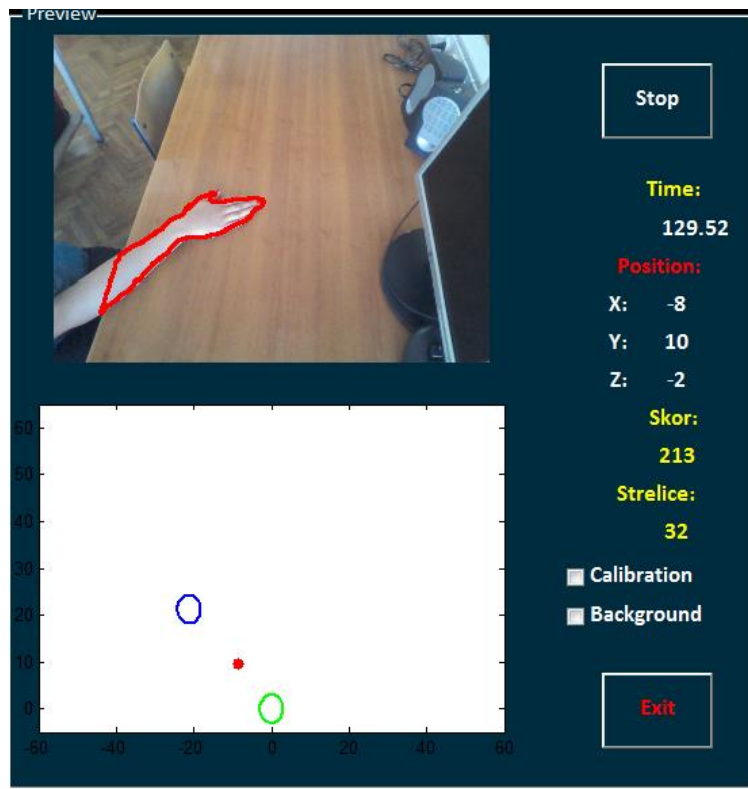 Preview
Stop
Time:
129.52
Position:
X: -8
Y: 10
Z: -2
Skor:
213
Strelice:
32
Calibration
Background
Exit
60
50
40
30
20
10
0
-60 -40 -20 0 20 40 60